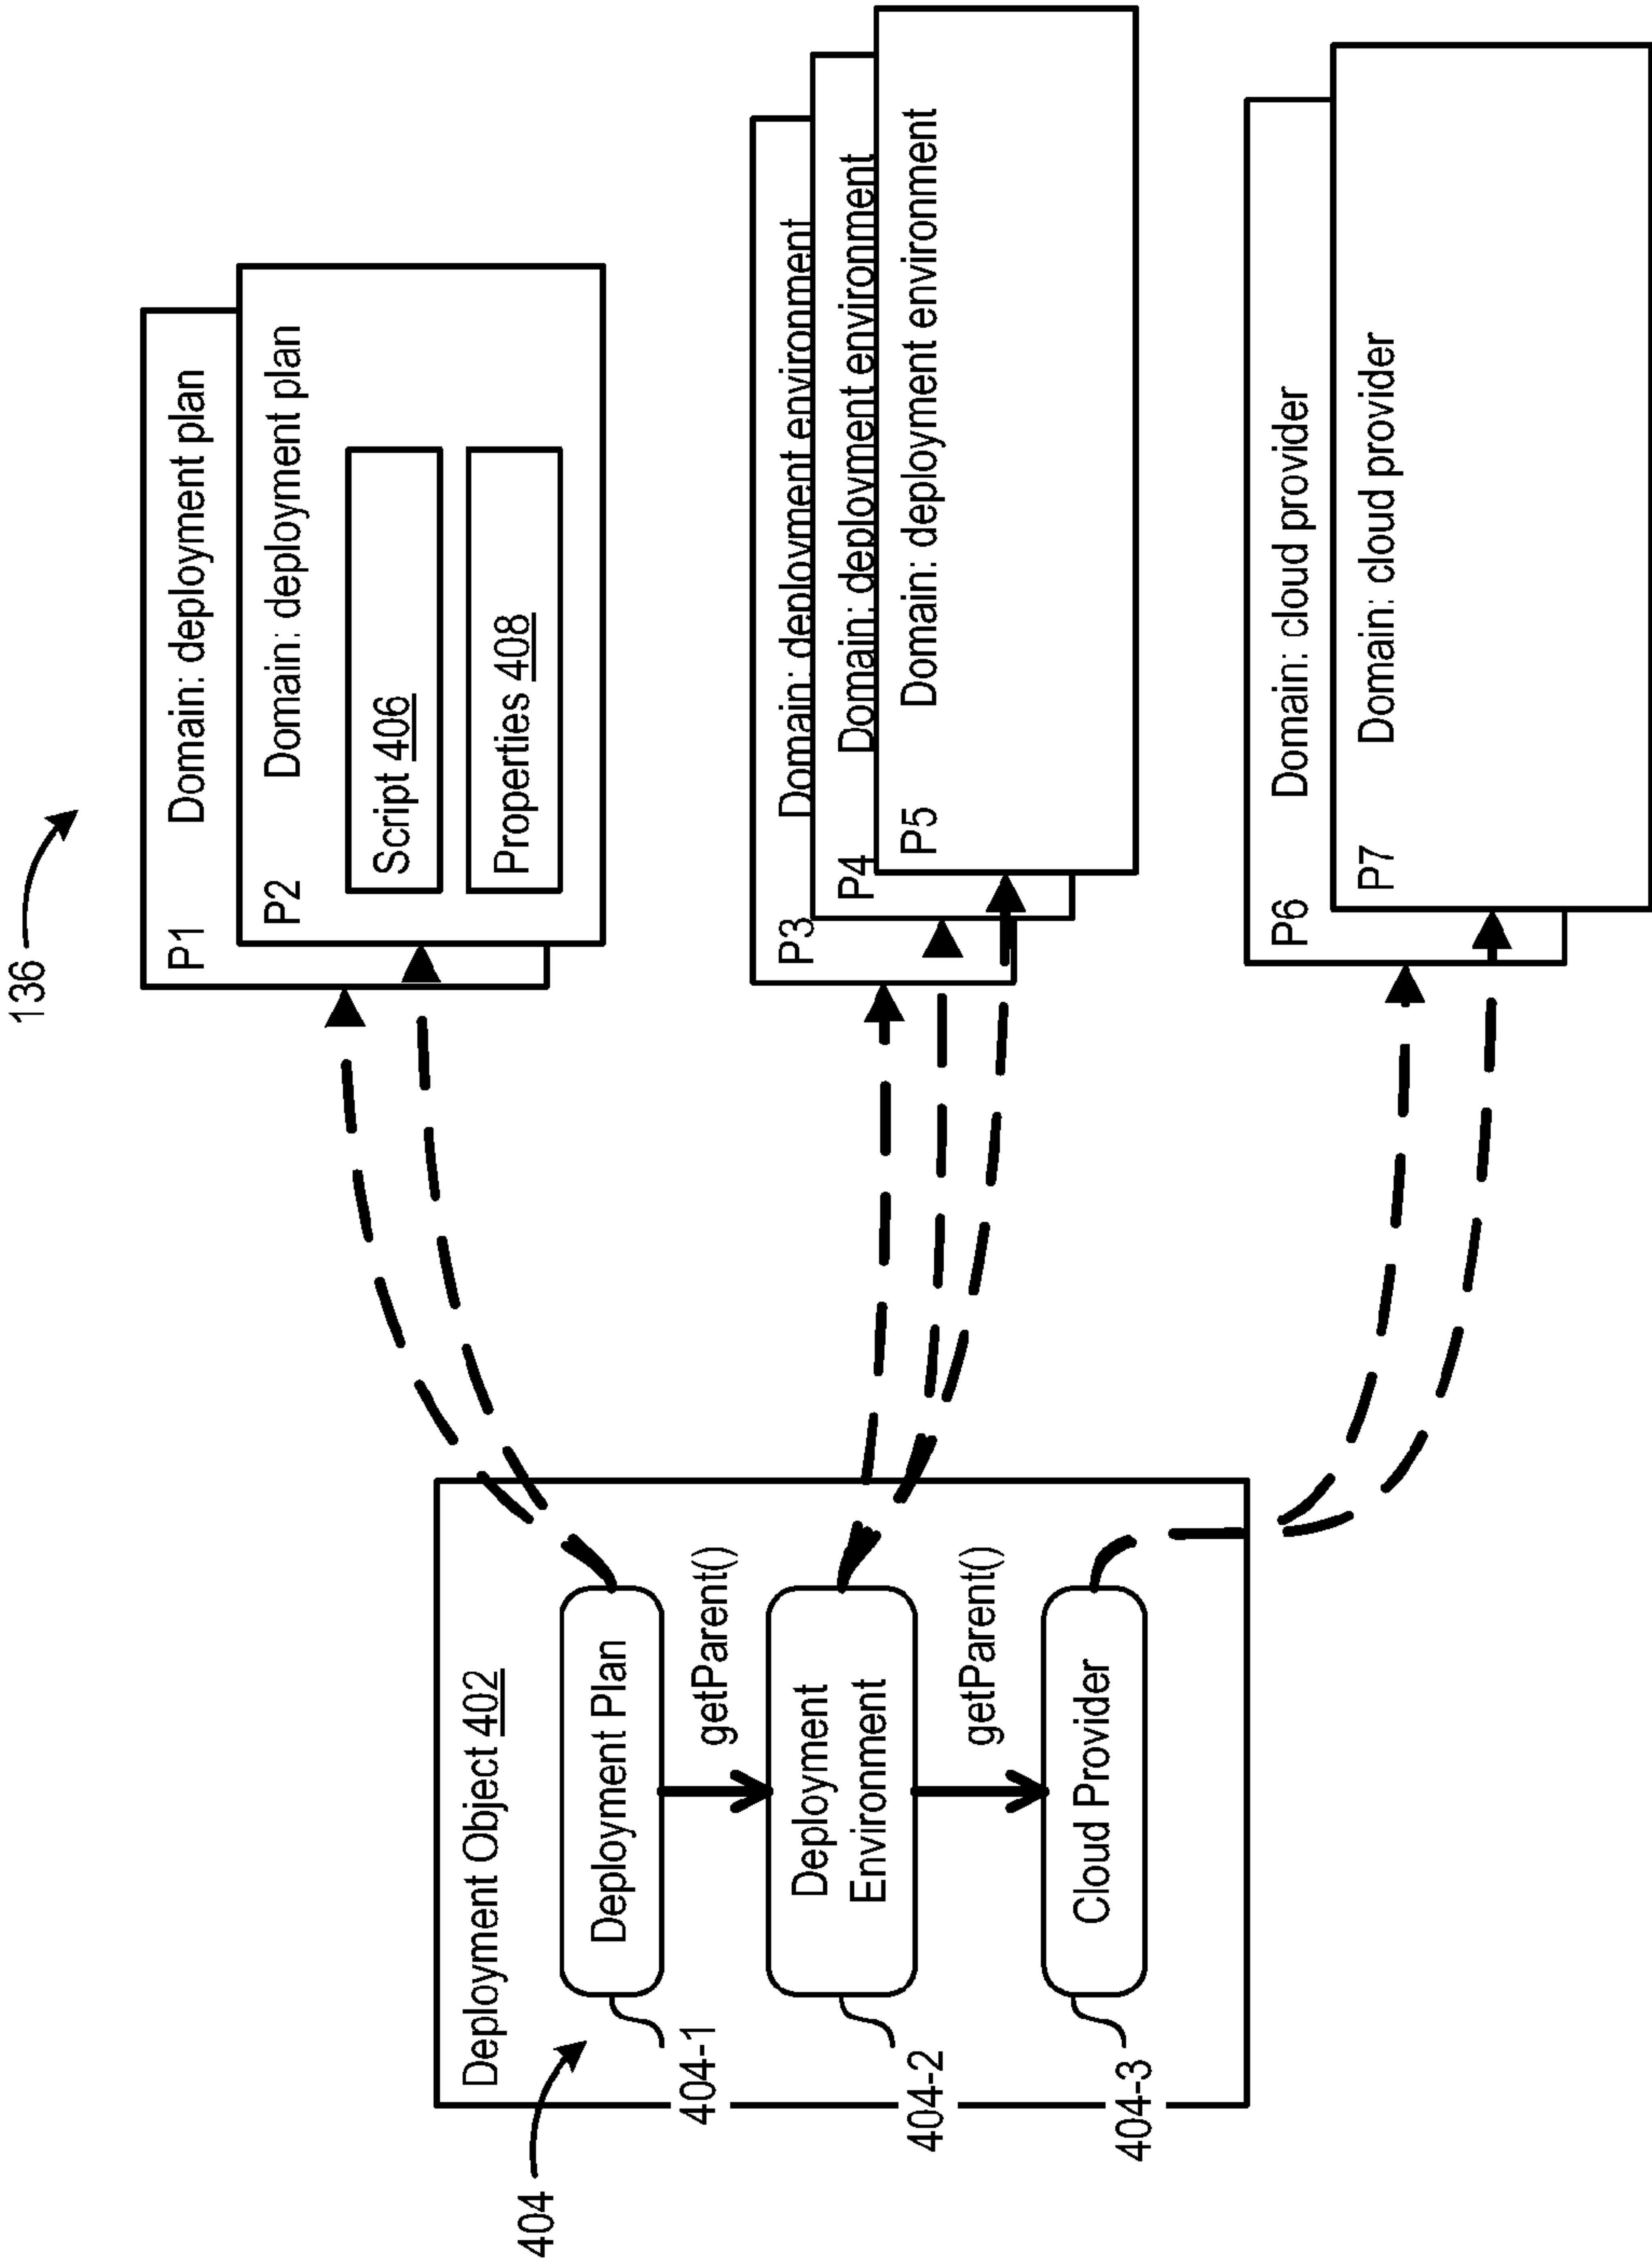 136
P1
Domain: deployment plan
P2
Domain: deployment plan
Script 406
Properties 408
P3
Domain: deployment environment
P4
Domain: deployment environment
P5
Domain: deployment environment
P6
Domain: cloud provider
P7
Domain: cloud provider
404
Deployment Object 402
Deployment Plan
404-1
getParent()
Deployment
Environment
404-2
getParent()
Cloud Provider
404-3